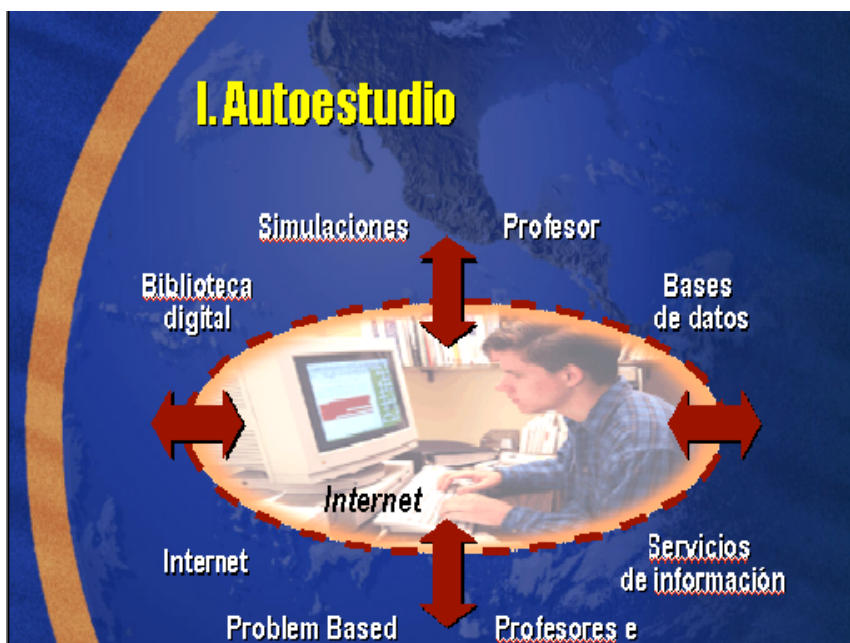 I. Autoestudio
Simulaciones
Profesor
Biblioteca
digital
Bases
de datos
Internet
Internet
Servicios
de información
Problem Based
Profesores e